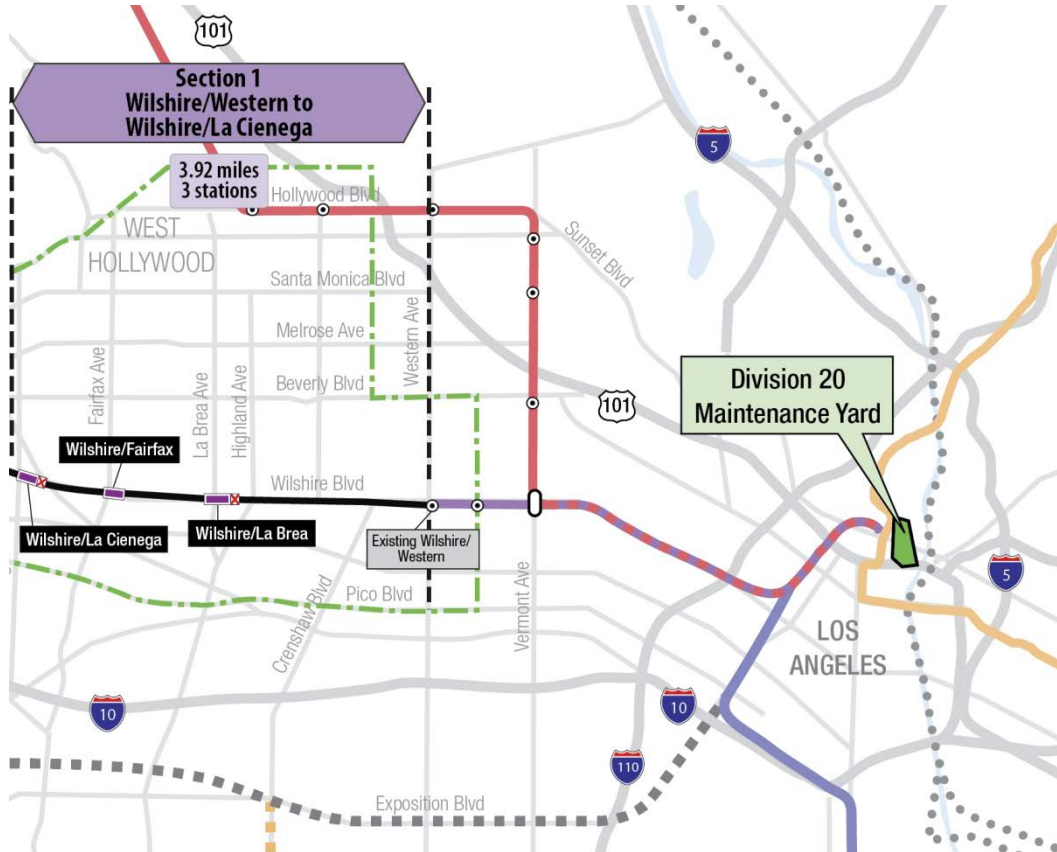 101
Section 1
Wilshire/Western to
Wilshire/La Cienega
3.92 miles
3 stations
5
Hollywood Blvd
WEST
HOLLYWOOD
Sunset Blvd
Santa Monica Blvd
Western Ave
Melrose Ave
Fairfax Ave
La Brea Ave
Highland Ave
Beverly Blvd
101
Division 20
Maintenance Yard
Wilshire/Fairfax
Wilshire Blvd
Wilshire/La Cienega
Wilshire/La Brea
Existing Wilshire/
Western
5
Pico Blvd
Crenshaw Blvd
Vermont Ave
LOS
ANGELES
10
10
110
Exposition Blvd